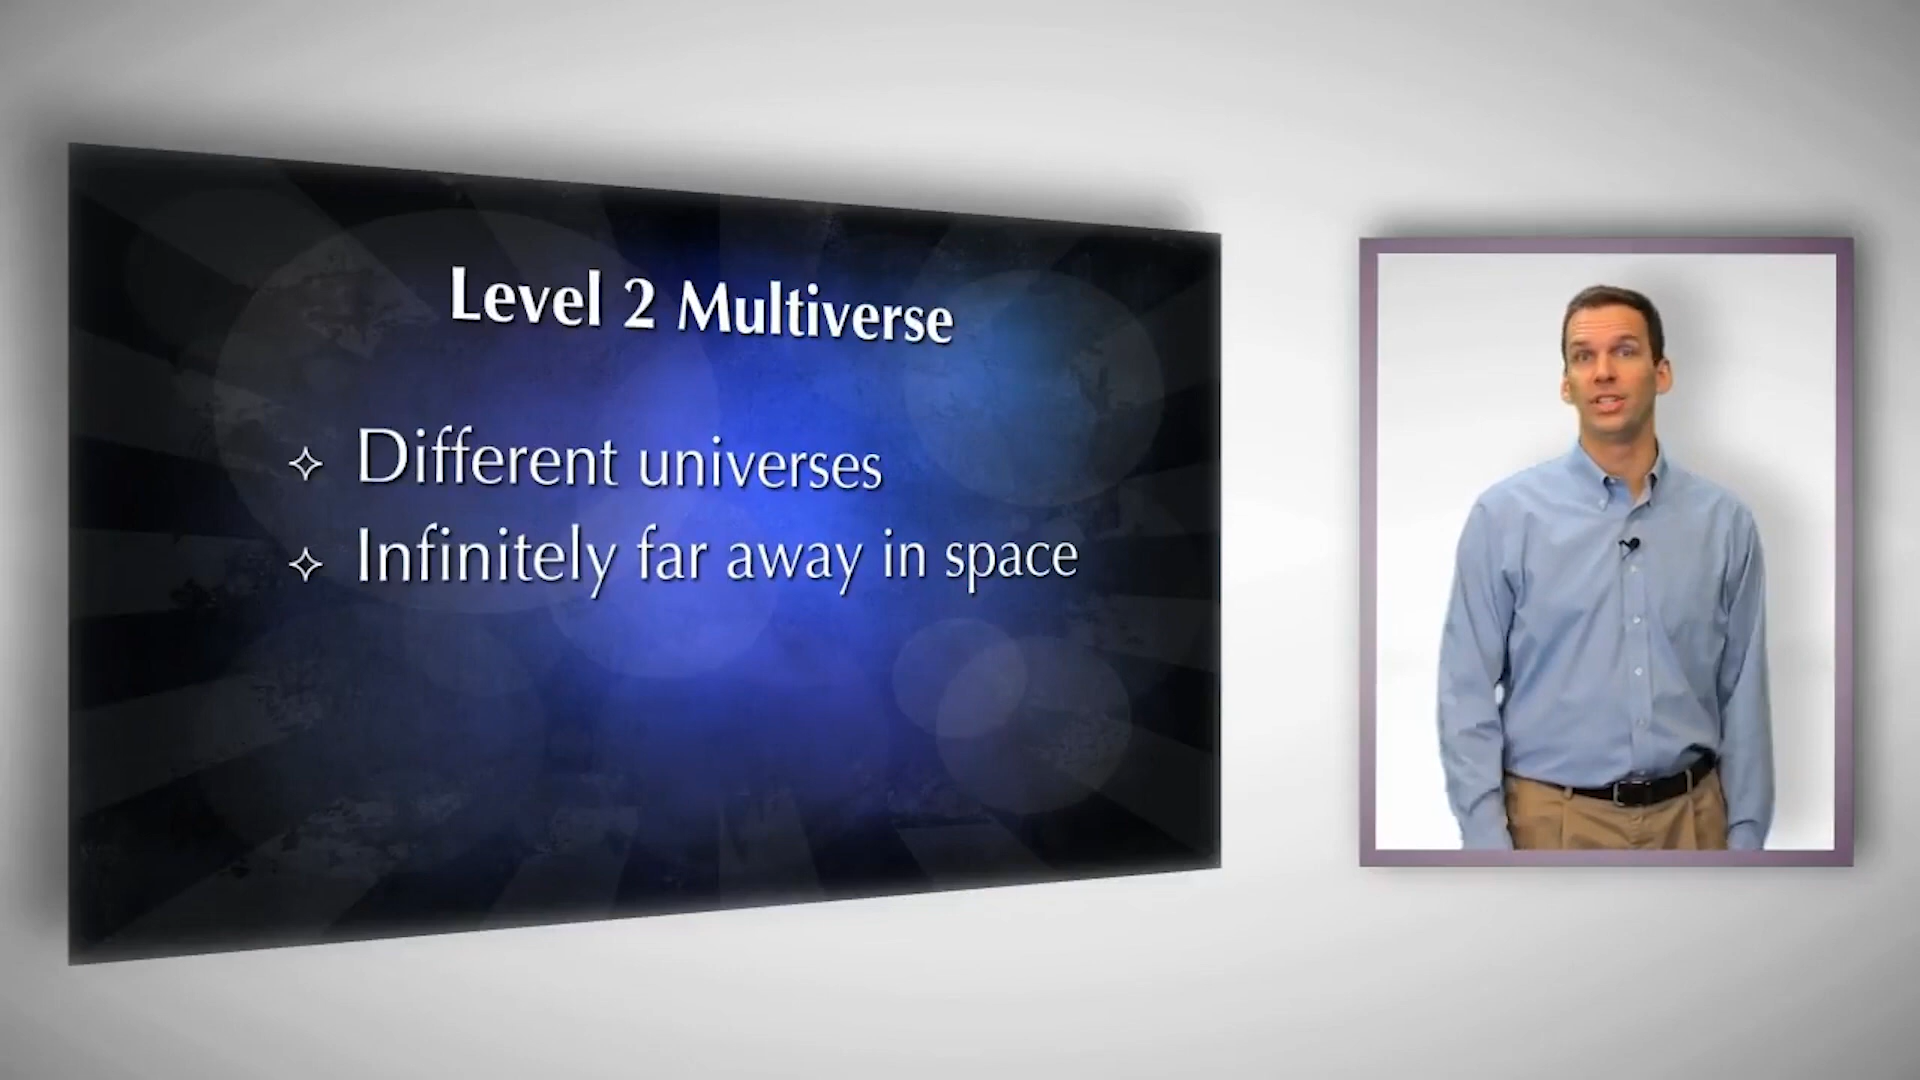 Level 2 Multiverse
Different universes
Infinitely far away in space